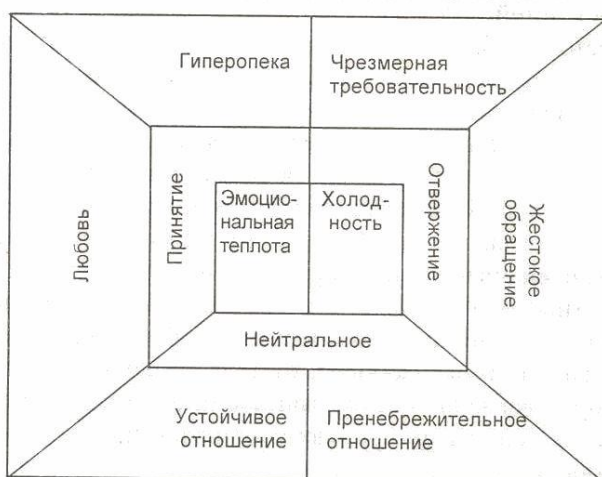 Гиперопека
Чрезмерная
требовательность
Любовь
Принятие
Эмоцио-
нальная
теплота
Холод-
ность
Отвержение
Жестокое
обращение
Нейтральное
Устойчивое
отношение
Пренебрежительное
отношение